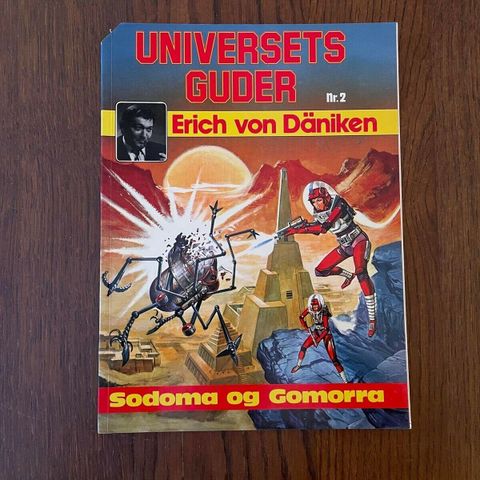 UNIVERSETS
GUDER
Nr. 2
Erich von Däniken
Sodoma og Gomorra